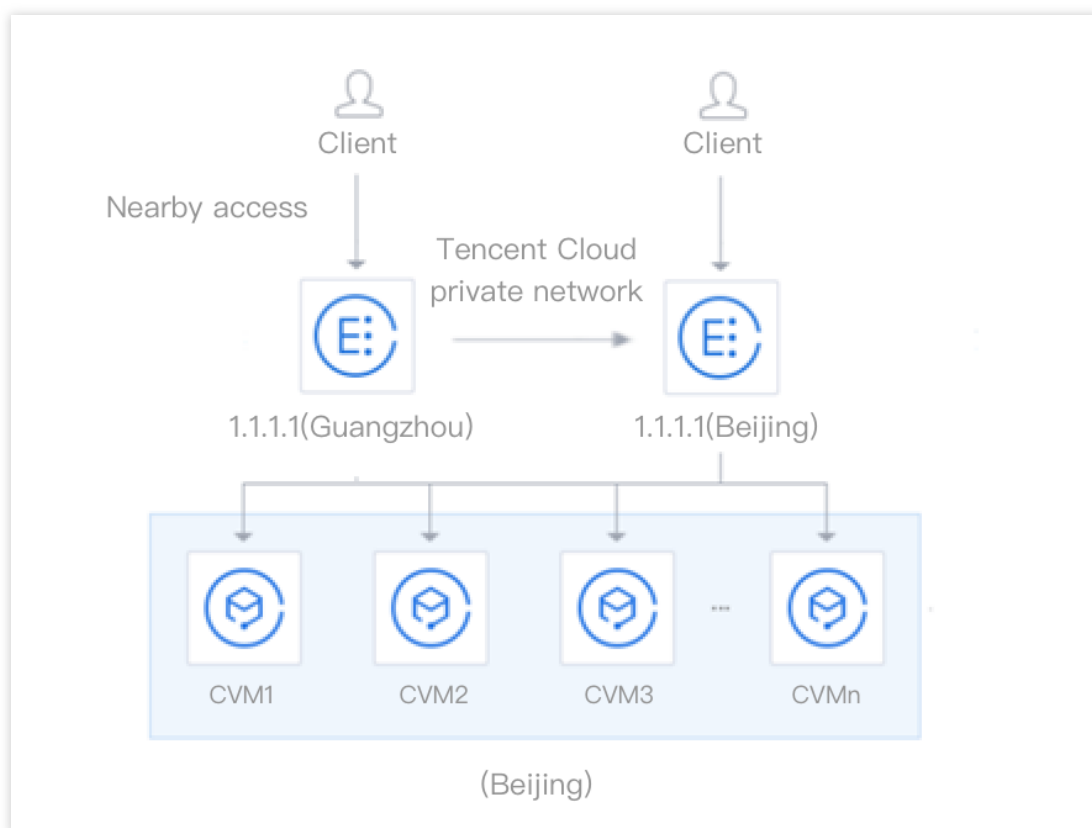 Client
Client
Nearby access
Tencent Cloud
private network
E
E
1.1.1.1(Guangzhou)
1.1.1.1(Beijing)
...
CVM1
CVM2
CVM3
CVMn
(Beijing)